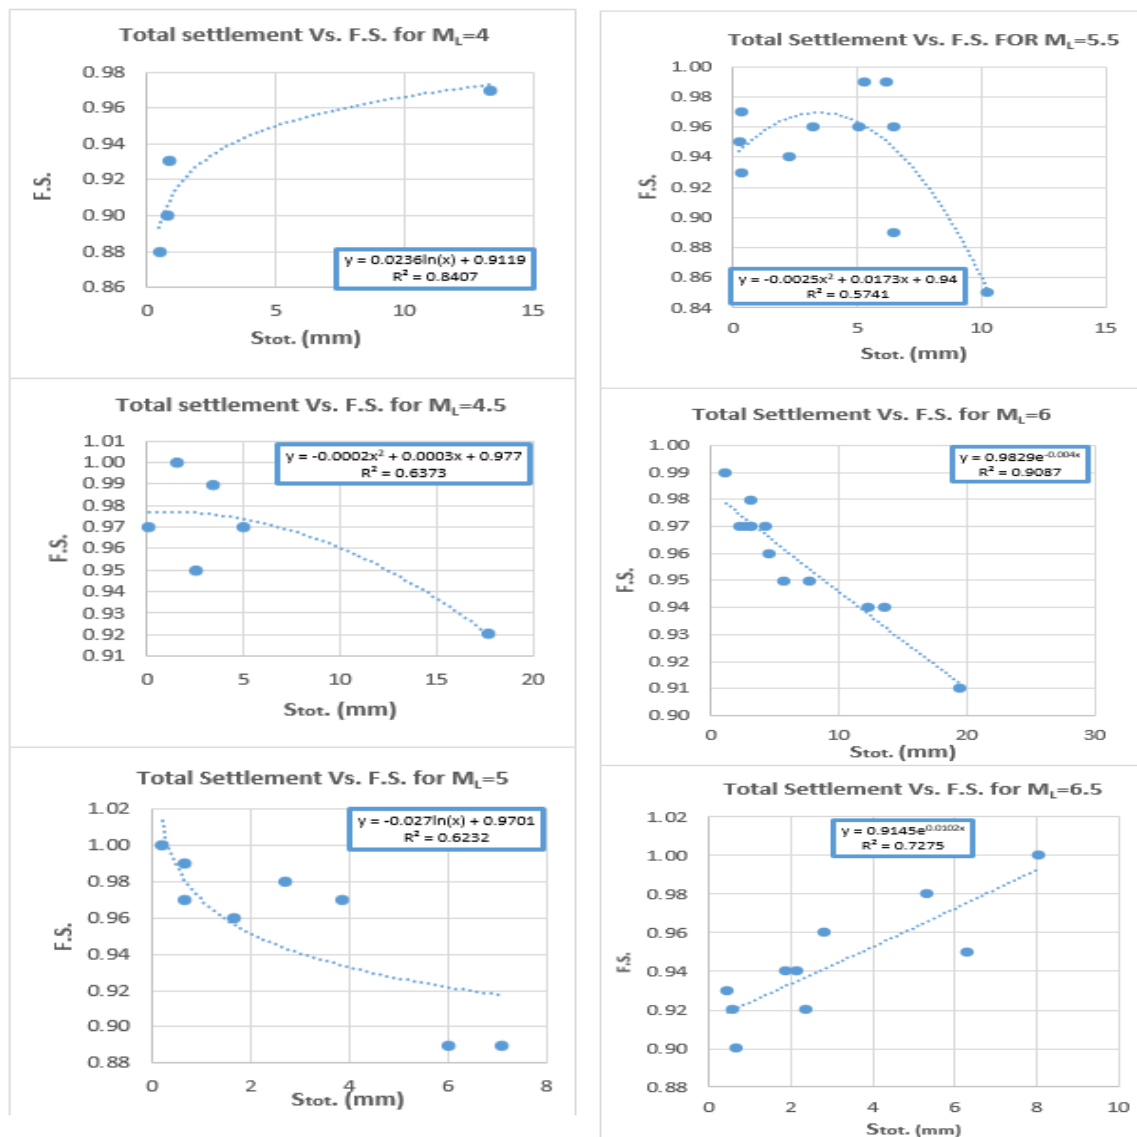 Total settlement Vs. F.S. for ML=4
0.98
0.96
0.94
0.92
0.90
0.88
0.86
F.S.
y = 0.0236ln(x) + 0.9119
R² = 0.8407
0 5 10 15
Stot. (mm)
Total settlement Vs. F.S. for ML=4.5
1.01
1.00
0.99
0.98
0.97
0.96
0.95
0.94
0.93
0.92
0.91
F.S.
y = -0.0002x² + 0.0003x + 0.977
R² = 0.6373
0 5 10 15 20
Stot. (mm)
Total Settlement Vs. F.S. for ML=5
1.02
1.00
0.98
0.96
0.94
0.92
0.90
0.88
F.S.
y = -0.027ln(x) + 0.9701
R² = 0.6232
0 2 4 6 8
Stot. (mm)
Total Settlement Vs. F.S. FOR ML=5.5
1.00
0.98
0.96
0.94
0.92
0.90
0.88
0.86
0.84
F.S.
y = -0.0025x² + 0.0173x + 0.94
R² = 0.5741
0 5 10 15
Stot. (mm)
Total Settlement Vs. F.S. for ML=6
1.00
0.99
0.98
0.97
0.96
0.95
0.94
0.93
0.92
0.91
0.90
F.S.
y = 0.9829e-0.004x
R² = 0.9087
0 10 20 30
Stot. (mm)
Total Settlement Vs. F.S. for ML=6.5
1.02
1.00
0.98
0.96
0.94
0.92
0.90
0.88
F.S.
y = 0.9145e0.0102x
R² = 0.7275
0 2 4 6 8 10
Stot. (mm)